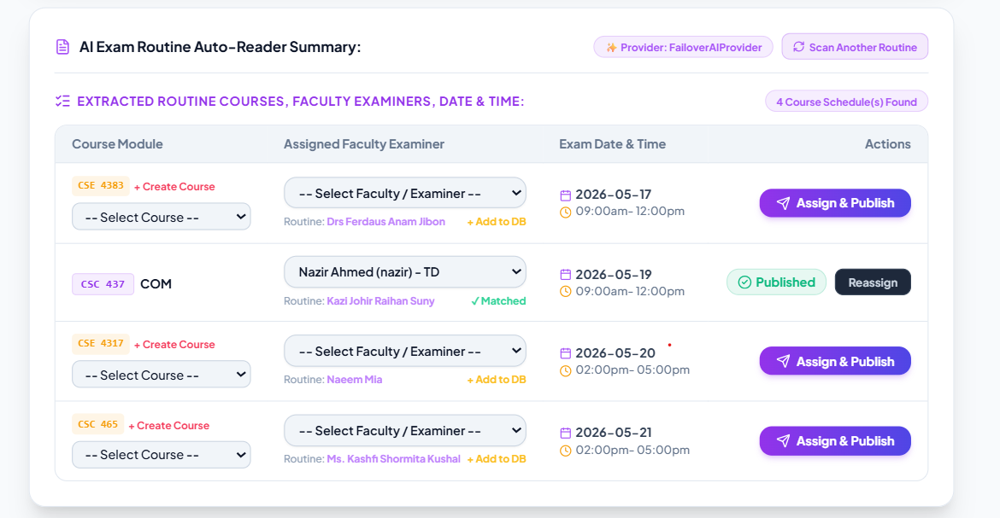 AI Exam Routine Auto-Reader Summary:
Provider: FailoverAIProvider
Scan Another Routine
EXTRACTED ROUTINE COURSES, FACULTY EXAMINERS, DATE & TIME:
4 Course Schedule(s) Found
Course Module Assigned Faculty Examiner Exam Date & Time Actions
CSE 4383 + Create Course
-- Select Course --
-- Select Faculty / Examiner --
Routine: Drs Ferdaus Anam Jibon + Add to DB
2026-05-17
09:00am- 12:00pm
Assign & Publish
CSC 437 COM
Nazir Ahmed (nazir) - TD
Routine: Kazi Johir Raihan Suny ✓ Matched
2026-05-19
09:00am- 12:00pm
Published
Reassign
CSE 4317 + Create Course
-- Select Course --
-- Select Faculty / Examiner --
Routine: Naeem Mia + Add to DB
2026-05-20
02:00pm- 05:00pm
Assign & Publish
CSC 465 + Create Course
-- Select Course --
-- Select Faculty / Examiner --
Routine: Ms. Kashfi Shormita Kushal + Add to DB
2026-05-21
02:00pm- 05:00pm
Assign & Publish